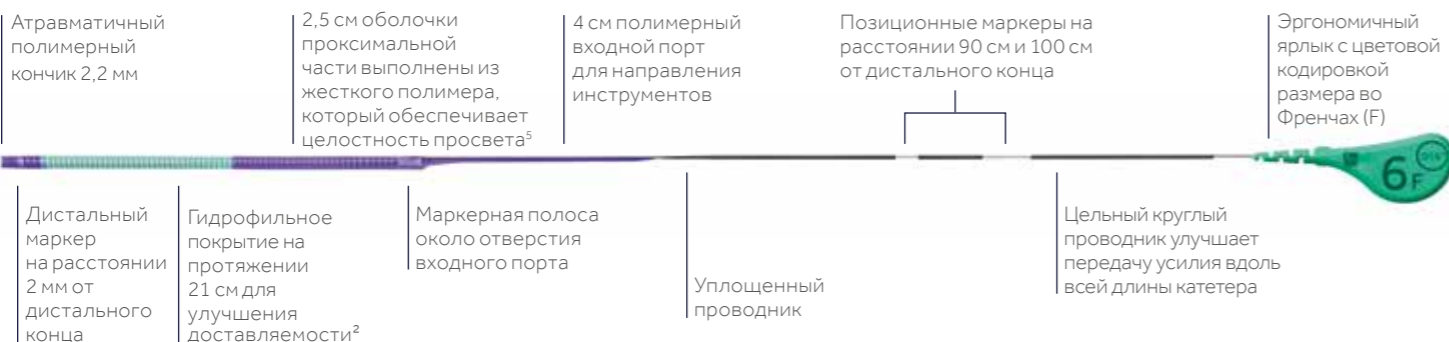 Атравматичный
полимерный
кончик 2,2 мм
2,5 см оболочки
проксимальной
части выполнены из
жесткого полимера,
который обеспечивает
целостность просвета⁵
4 см полимерный
входной порт
для направления
инструментов
Позиционные маркеры на
расстоянии 90 см и 100 см
от дистального конца
Эргономичный
ярлык с цветовой
кодировкой
размера во
Френчах (F)
6F
Дистальный
маркер
на расстоянии
2 мм от
дистального
конца
Гидрофильное
покрытие на
протяжении
21 см для
улучшения
доставляемости²
Маркерная полоса
около отверстия
входного порта
Уплощенный
проводник
Цельный круглый
проводник улучшает
передачу усилия вдоль
всей длины катетера